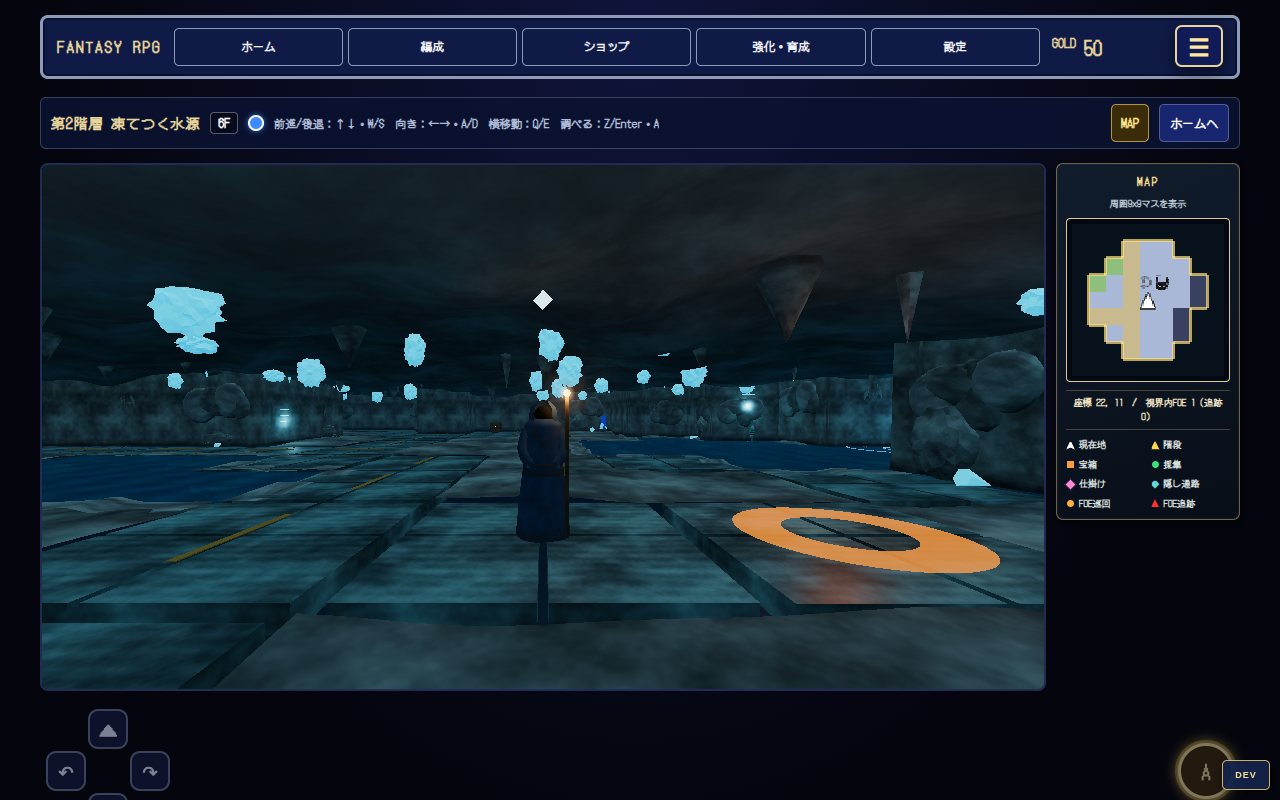 FANTASY RPG
ホーム
編成
ショップ
強化・育成
設定
GOLD 50
第2階層 凍てつく水源
6F
前進/後退：↑↓・W/S 向き：←→・A/D 横移動：Q/E 調べる：Z/Enter・A
MAP
ホームへ
MAP
周囲9x9マスを表示
座標 22, 11 / 視界内FOE 1 (追跡
0)
現在地
階段
宝箱
採集
仕掛け
隠し通路
FOE巡回
FOE追跡
A
DEV